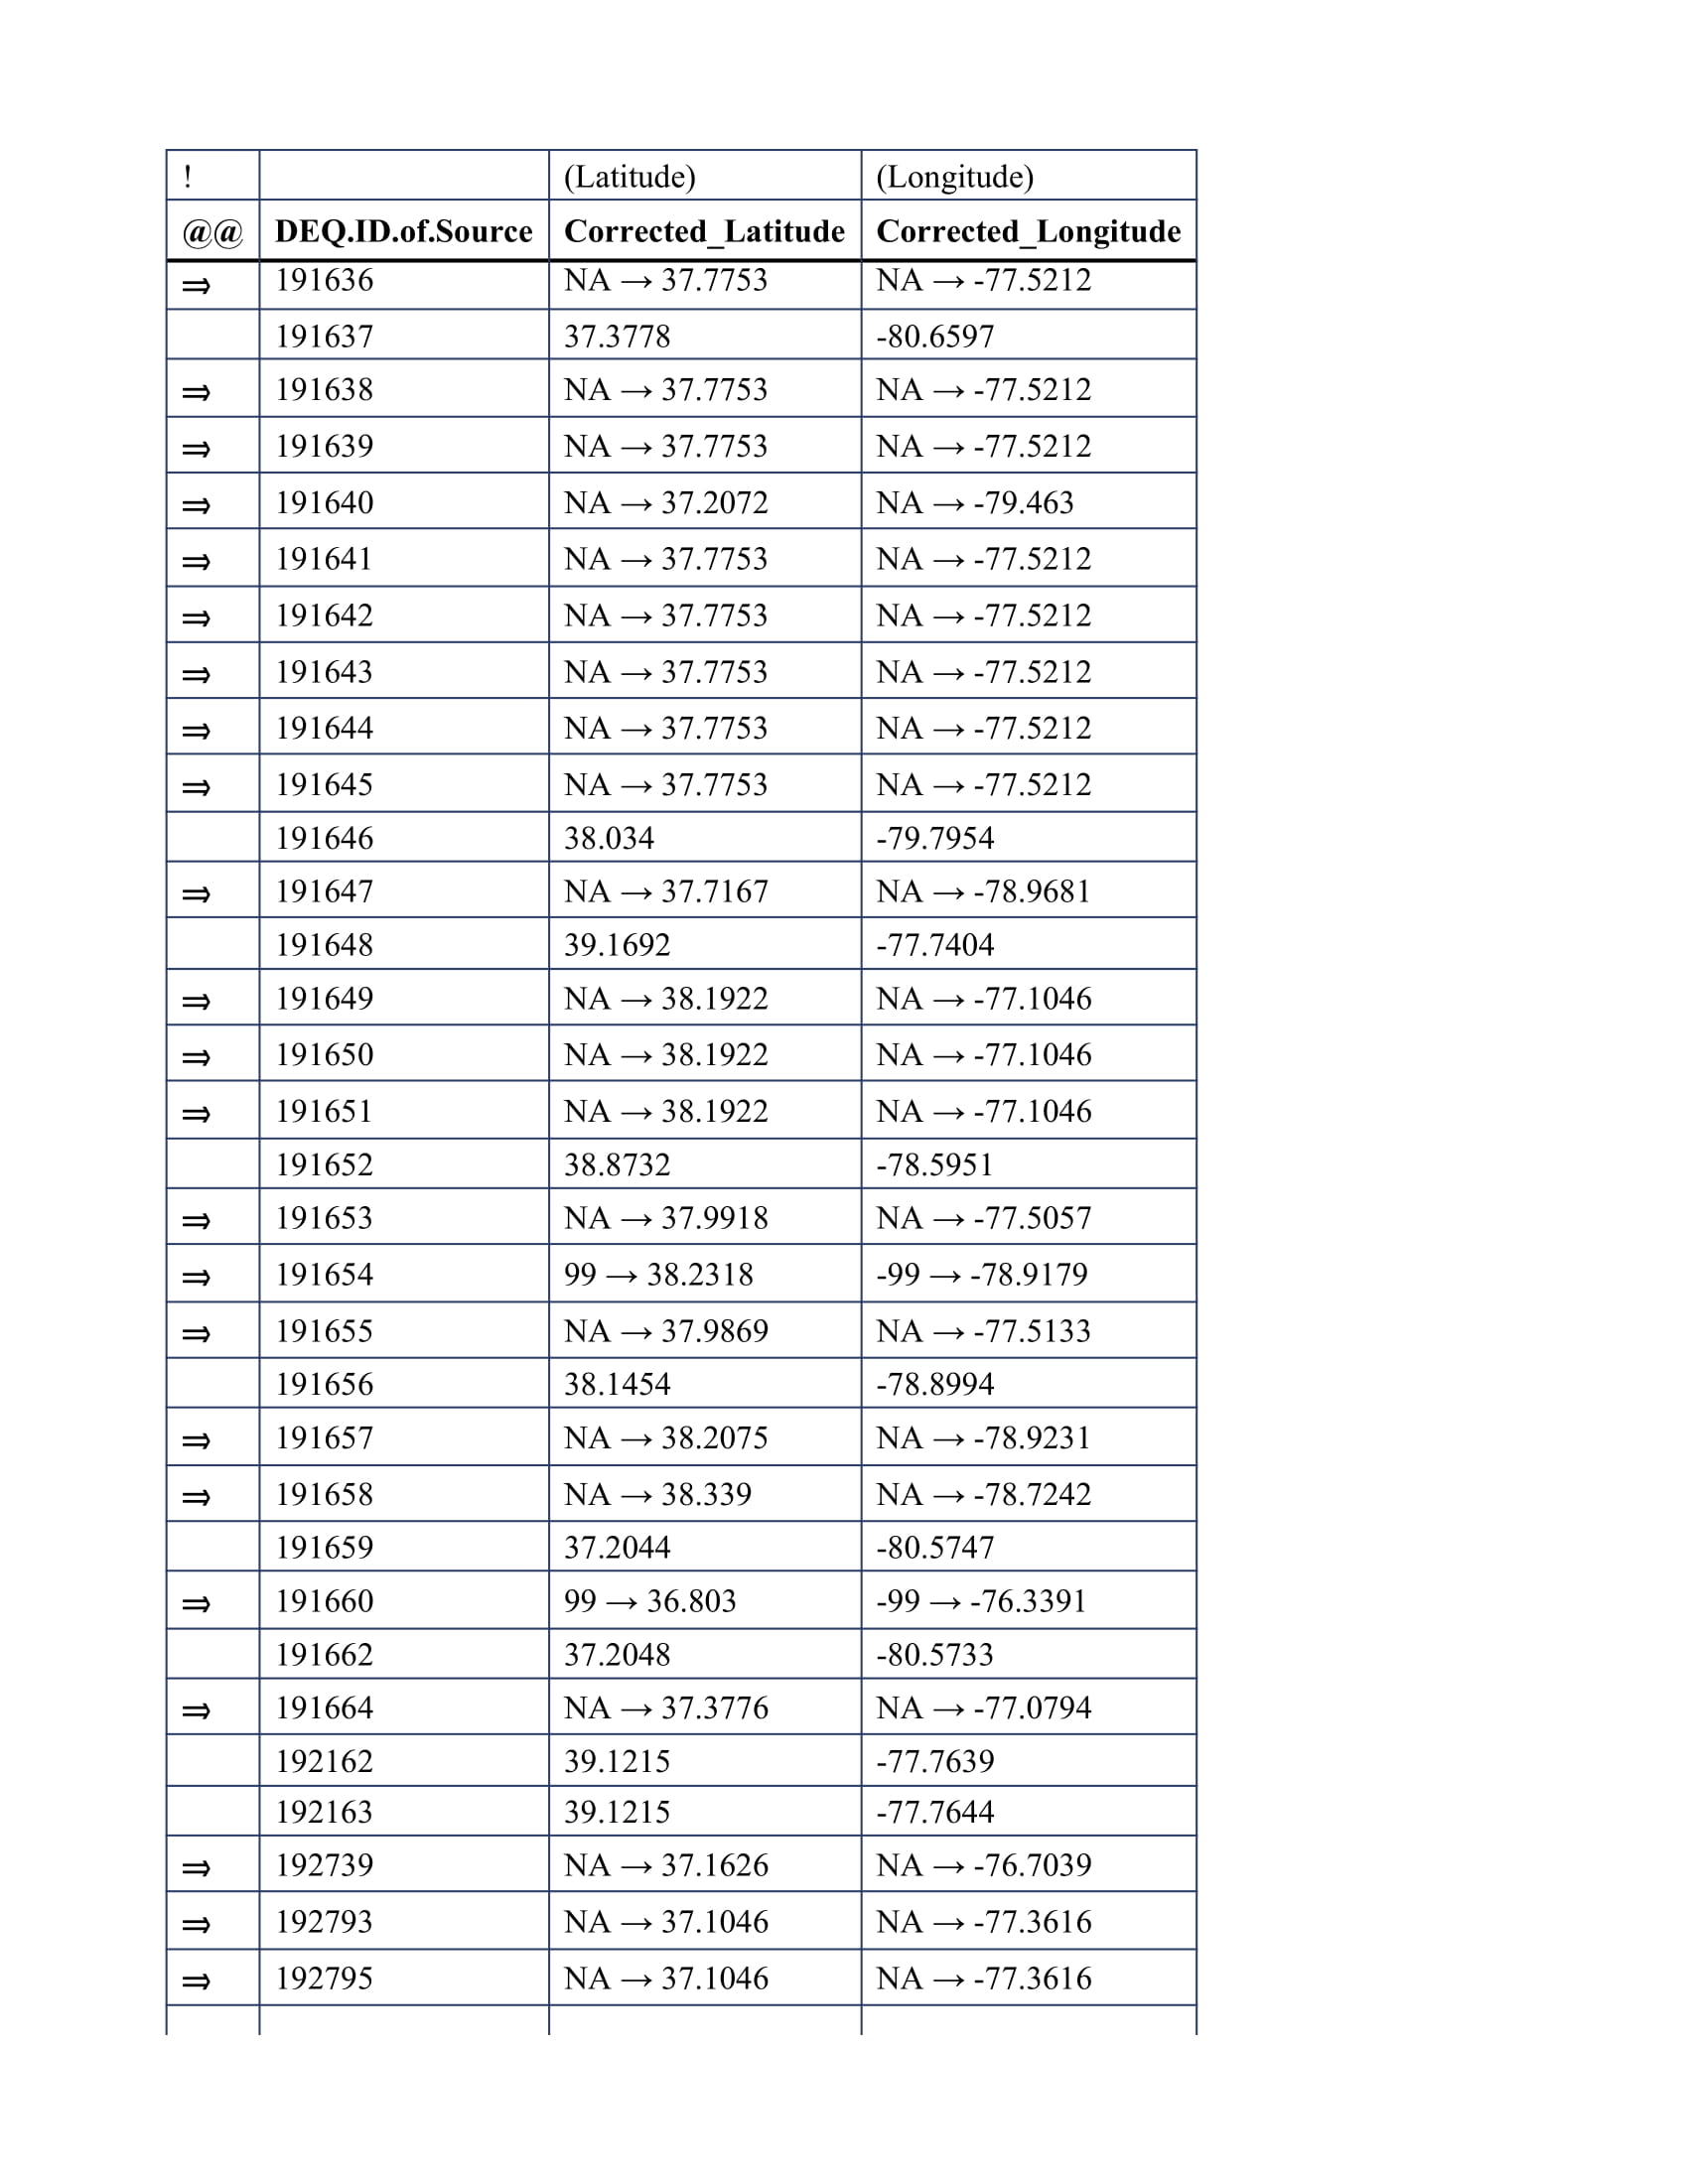 ! (Latitude) (Longitude)
@@ DEQ.ID.of.Source Corrected_Latitude Corrected_Longitude
⇒ 191636 NA → 37.7753 NA → -77.5212
191637 37.3778 -80.6597
⇒ 191638 NA → 37.7753 NA → -77.5212
⇒ 191639 NA → 37.7753 NA → -77.5212
⇒ 191640 NA → 37.2072 NA → -79.463
⇒ 191641 NA → 37.7753 NA → -77.5212
⇒ 191642 NA → 37.7753 NA → -77.5212
⇒ 191643 NA → 37.7753 NA → -77.5212
⇒ 191644 NA → 37.7753 NA → -77.5212
⇒ 191645 NA → 37.7753 NA → -77.5212
191646 38.034 -79.7954
⇒ 191647 NA → 37.7167 NA → -78.9681
191648 39.1692 -77.7404
⇒ 191649 NA → 38.1922 NA → -77.1046
⇒ 191650 NA → 38.1922 NA → -77.1046
⇒ 191651 NA → 38.1922 NA → -77.1046
191652 38.8732 -78.5951
⇒ 191653 NA → 37.9918 NA → -77.5057
⇒ 191654 99 → 38.2318 -99 → -78.9179
⇒ 191655 NA → 37.9869 NA → -77.5133
191656 38.1454 -78.8994
⇒ 191657 NA → 38.2075 NA → -78.9231
⇒ 191658 NA → 38.339 NA → -78.7242
191659 37.2044 -80.5747
⇒ 191660 99 → 36.803 -99 → -76.3391
191662 37.2048 -80.5733
⇒ 191664 NA → 37.3776 NA → -77.0794
192162 39.1215 -77.7639
192163 39.1215 -77.7644
⇒ 192739 NA → 37.1626 NA → -76.7039
⇒ 192793 NA → 37.1046 NA → -77.3616
⇒ 192795 NA → 37.1046 NA → -77.3616